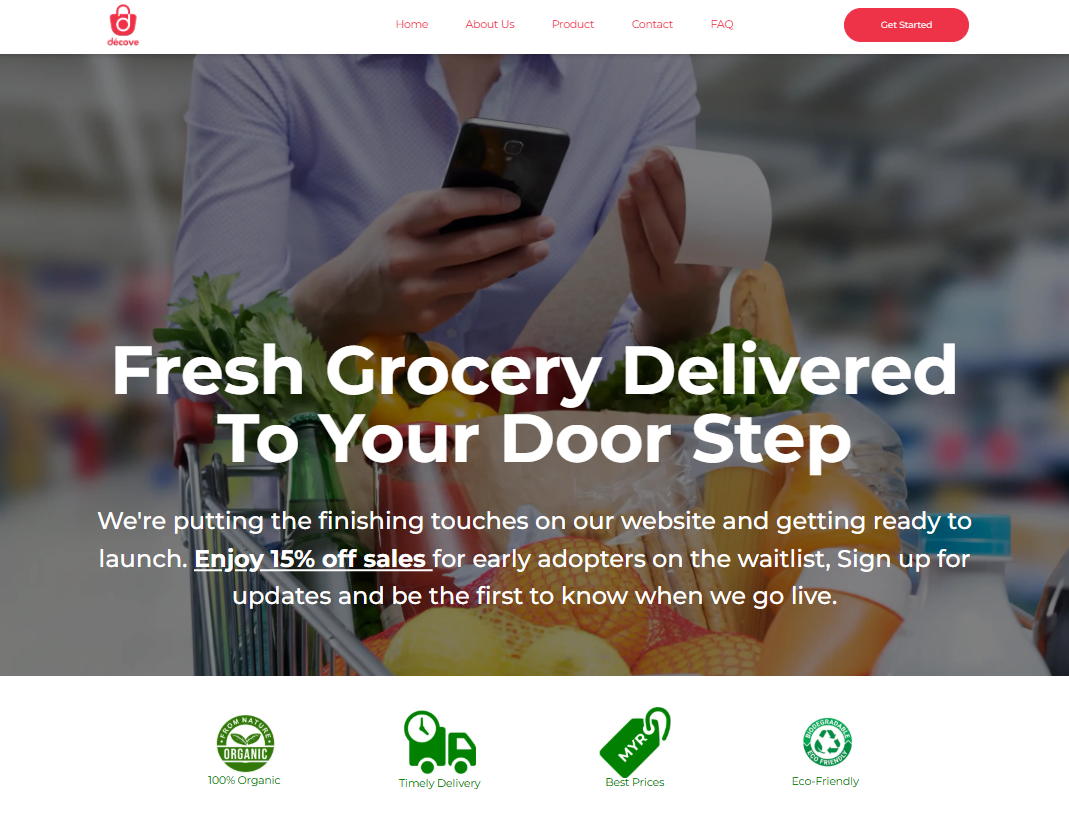 décove
Home
About Us
Product
Contact
FAQ
Get Started
Fresh Grocery Delivered
To Your Door Step
We're putting the finishing touches on our website and getting ready to
launch. Enjoy 15% off sales for early adopters on the waitlist, Sign up for
updates and be the first to know when we go live.
FROM NATURE
ORGANIC
100% Organic
Timely Delivery
MYR
Best Prices
BIODEGRADABLE
ECO FRIENDLY
Eco-Friendly